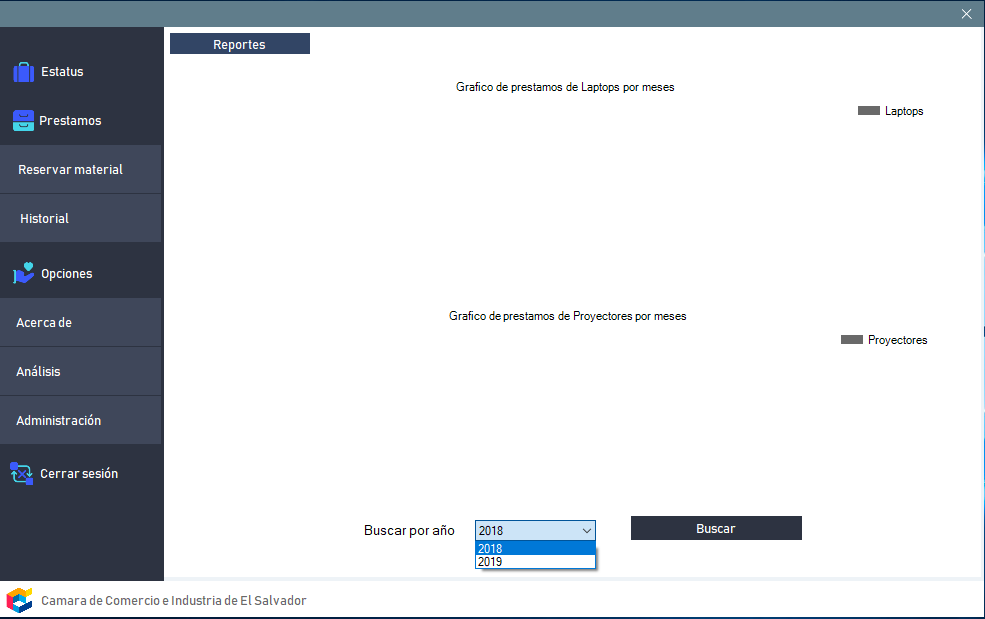 Reportes
Estatus
Prestamos
Reservar material
Historial
Opciones
Acerca de
Análisis
Administración
Cerrar sesión
Grafico de prestamos de Laptops por meses
Laptops
Grafico de prestamos de Proyectores por meses
Proyectores
Buscar por año
2018
2018
2019
Buscar
Camara de Comercio e Industria de El Salvador